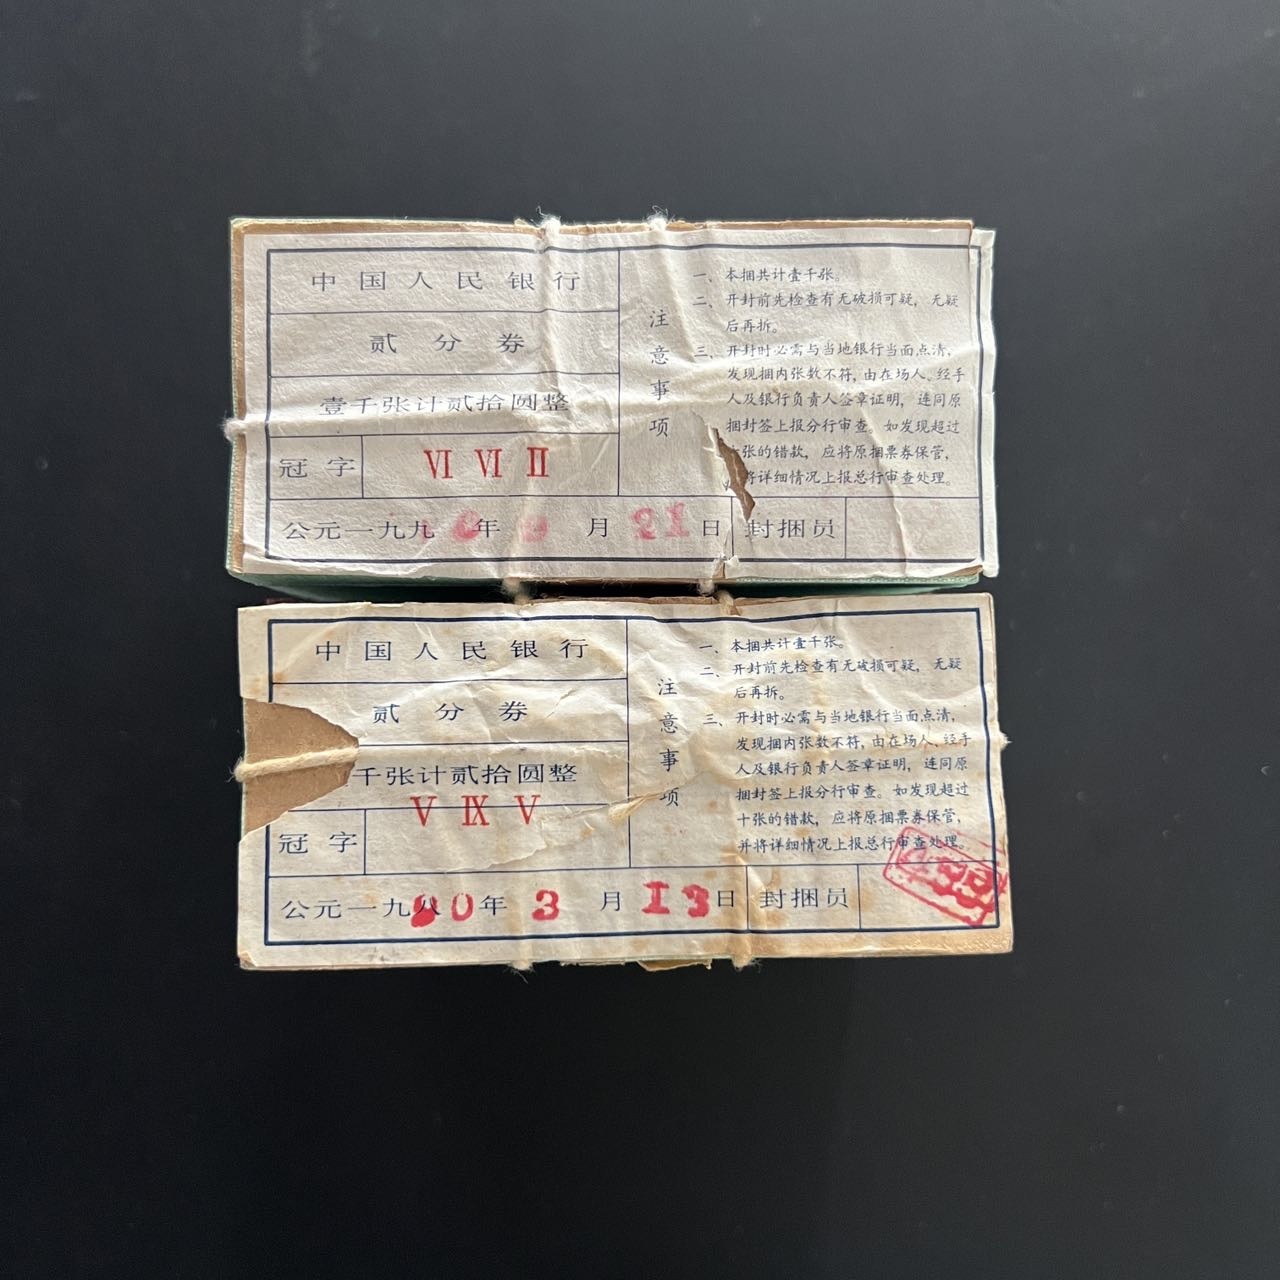 中国人民银行
贰分券
壹千张计贰拾圆整
冠字 VI VI II
公元一九九 年 月 21日 封捆员
注意事项
一、本捆共计壹千张。
二、开封前先检查有无破损可疑，无疑
后再拆。
三、开封时必需与当地银行当面点清，
发现捆内张数不符，由在场人、经手
人及银行负责人签章证明，连同原
捆封签上报分行审查。如发现超过
张的错款，应将原捆票券保管，
将详细情况上报总行审查处理。
中国人民银行
贰分券
千张计贰拾圆整
V IX V
冠字
公元一九 90年3月13日 封捆员
注意事项
一、本捆共计壹千张。
二、开封前先检查有无破损可疑，无疑
后再拆。
三、开封时必需与当地银行当面点清，
发现捆内张数不符，由在场人、经手
人及银行负责人签章证明，连同原
捆封签上报分行审查。如发现超过
十张的错款，应将原捆票券保管，
并将详细情况上报总行审查处理。